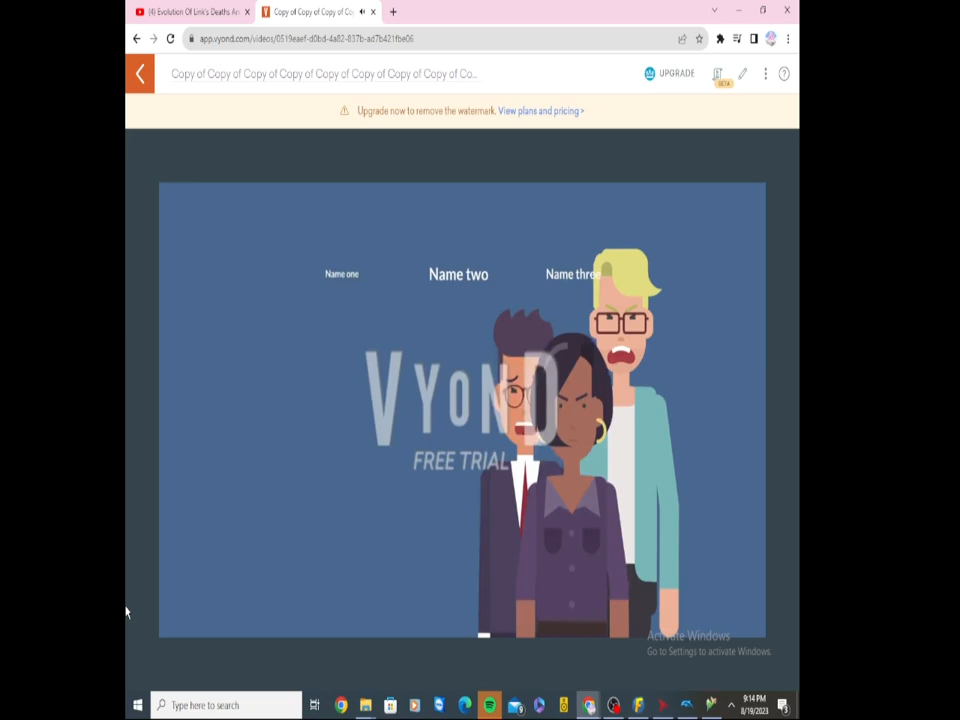 (4) Evolution Of Link's Deaths An
Copy of Copy of Copy of Co
app.vyond.com/videos/0519eaef-d0bd-4a82-837b-ad7b421fbe06
Copy of Copy of Copy of Copy of Copy of Copy of Copy of Copy of Co...
UPGRADE
BETA
Upgrade now to remove the watermark. View plans and pricing >
Name one
Name two
Name three
VYOND
FREE TRIAL
Activate Windows
Go to Settings to activate Windows.
Type here to search
9:14 PM
8/19/2023